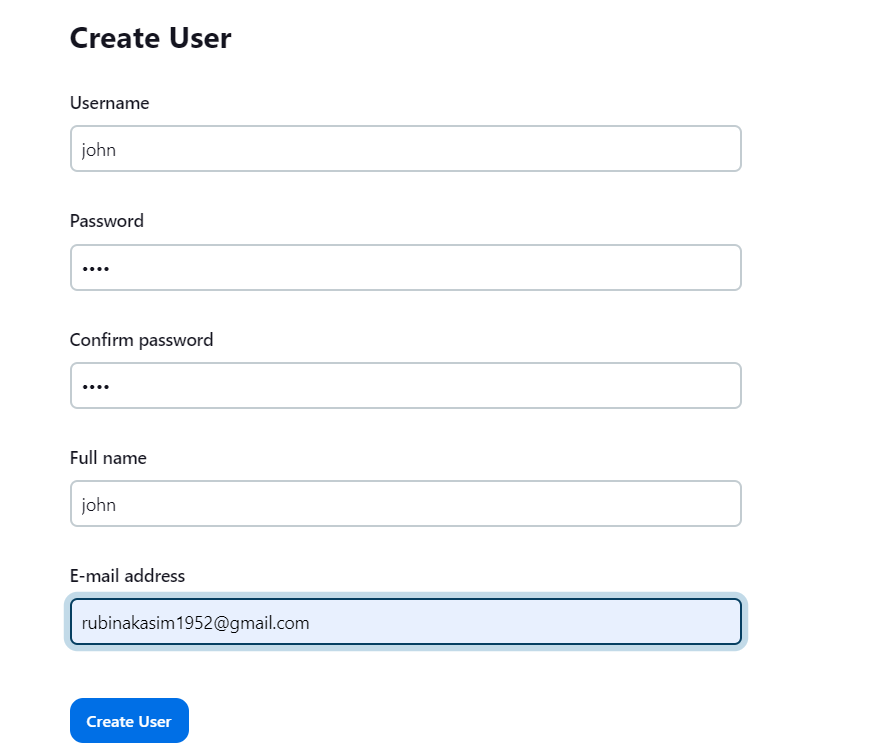 Create User
Username
john
Password
••••
Confirm password
••••
Full name
john
E-mail address
rubinakasim1952@gmail.com
Create User